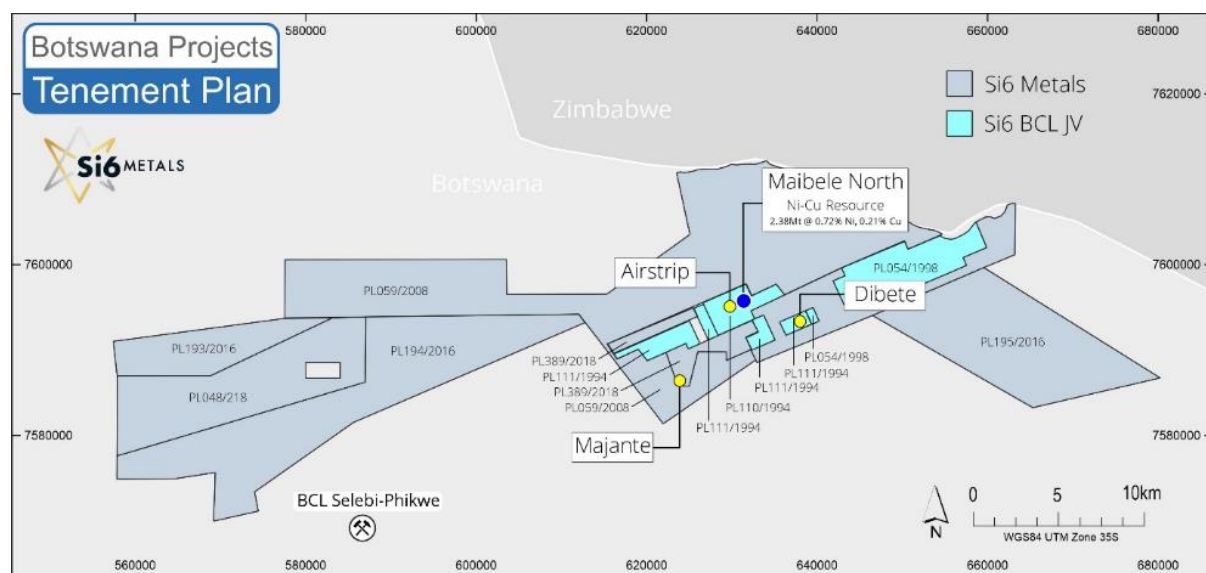 Botswana Projects
Tenement Plan
Si6 METALS
580000
600000
620000
640000
660000
680000
7620000
7620000
Zimbabwe
Botswana
Si6 Metals
Si6 BCL JV
Maibele North
Ni-Cu Resource
2.38Mt @ 0.72% Ni, 0.21% Cu
7600000
7600000
Airstrip
PL054/1998
Dibete
PL059/2008
PL193/2016
PL194/2016
PL048/218
PL195/2016
PL389/2018
PL111/1994
PL389/2018
PL059/2008
PL054/1998
PL111/1994
PL111/1994
PL110/1994
PL111/1994
7580000
7580000
Majante
BCL Selebi-Phikwe
N
0 5 10km
WGS84 UTM Zone 35S
560000
580000
600000
620000
640000
660000
680000